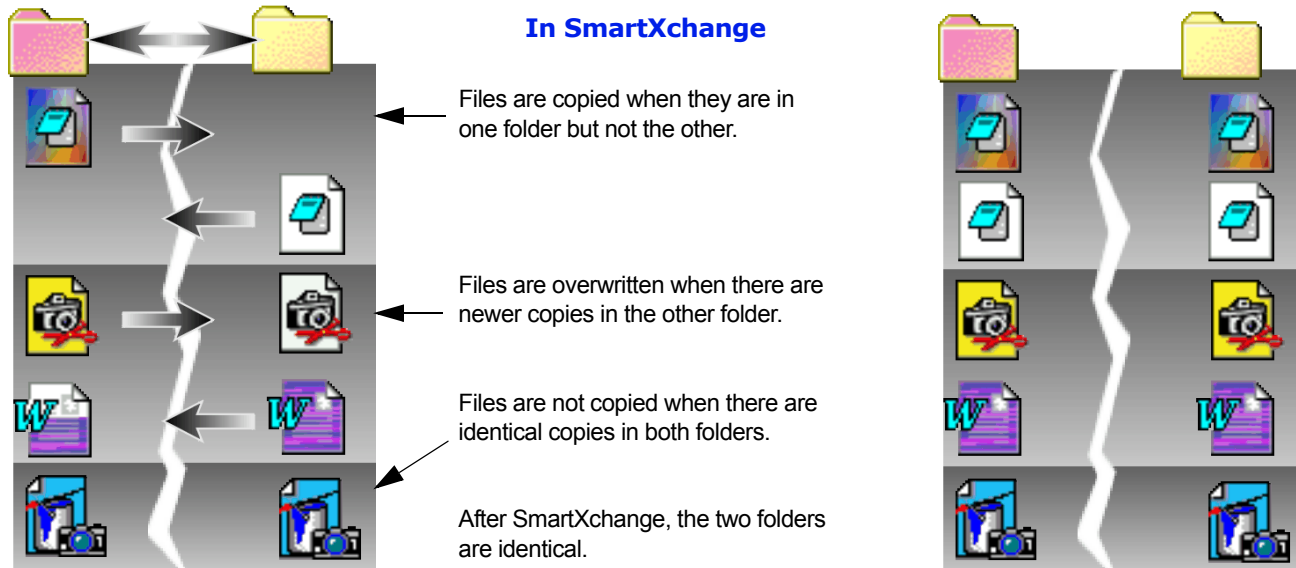 In SmartXchange
Files are copied when they are in
one folder but not the other.
Files are overwritten when there are
newer copies in the other folder.
Files are not copied when there are
identical copies in both folders.
After SmartXchange, the two folders
are identical.
W
W
W
W